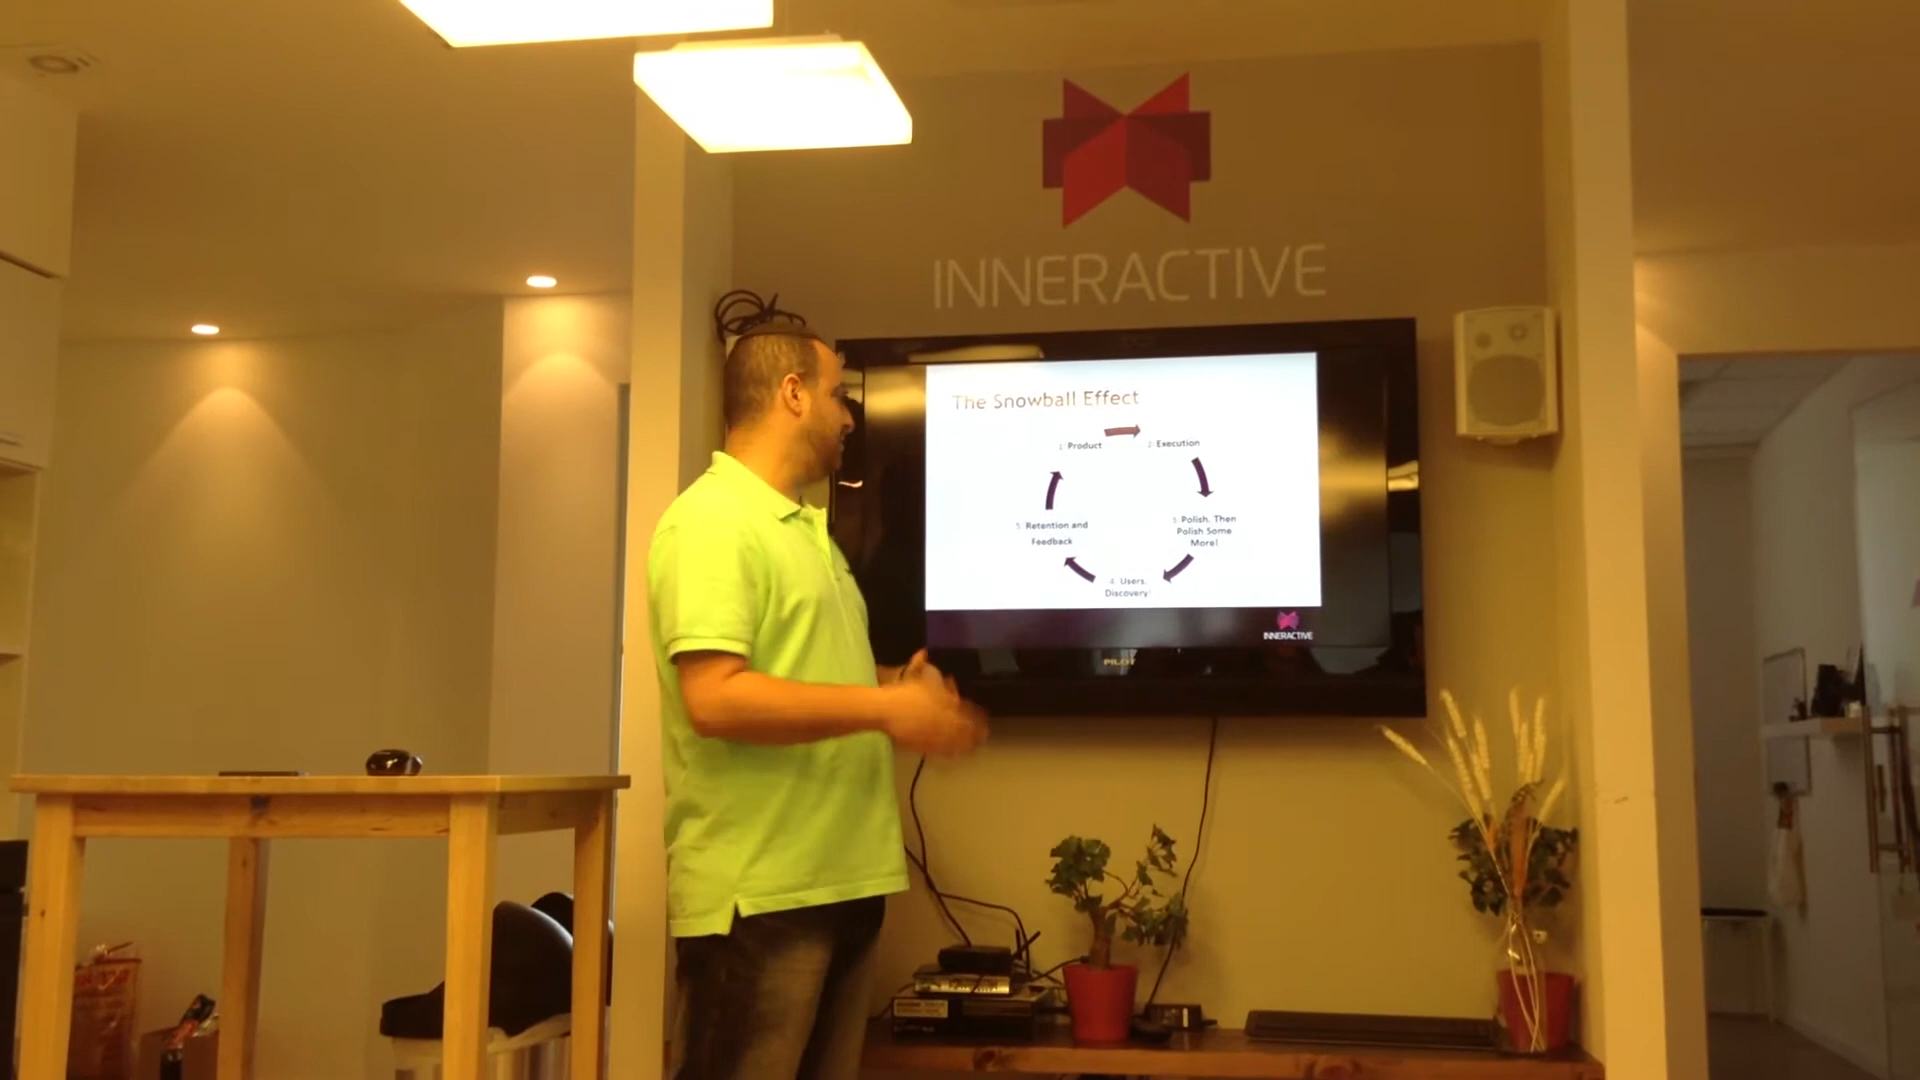 INNERACTIVE
The Snowball Effect
1. Product
2. Execution
3. Polish. Then
Polish Some
More!
4. Users.
Discovery!
5. Retention and
Feedback
INNERACTIVE
PILOT